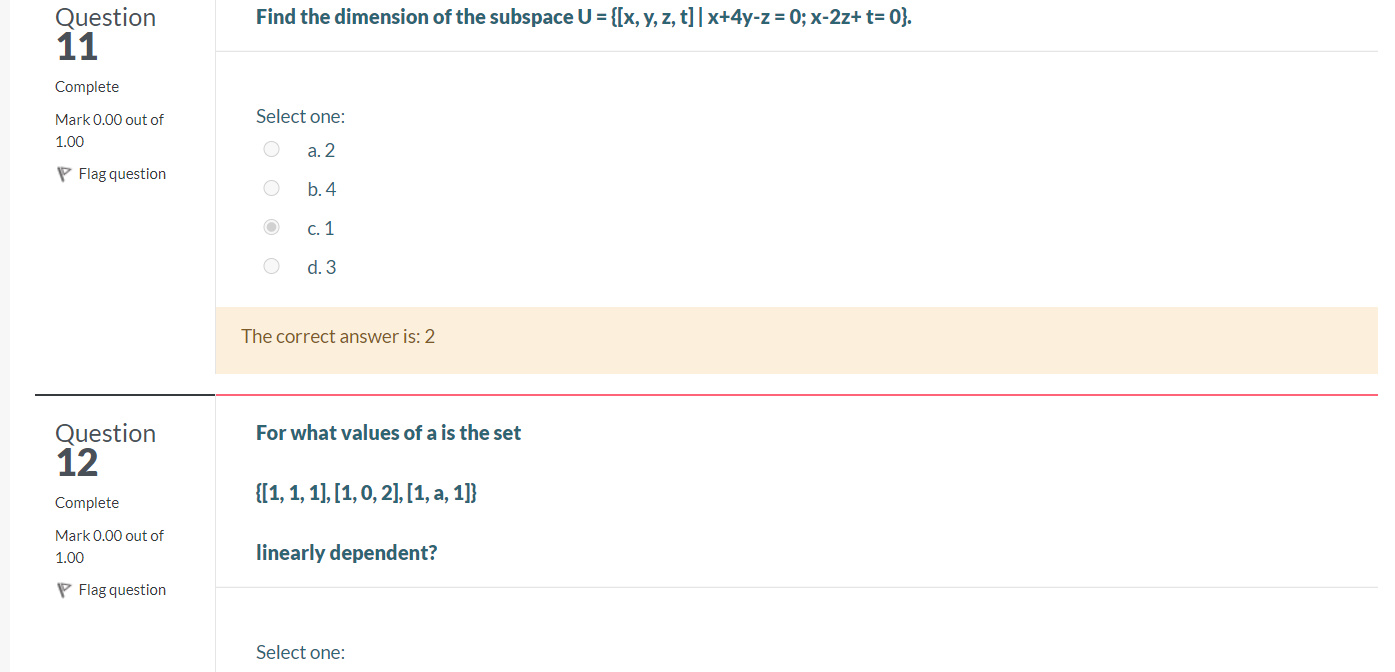 Question
11
Complete
Mark 0.00 out of
1.00
Flag question
Find the dimension of the subspace U = {[x, y, z, t] | x+4y-z = 0; x-2z+ t= 0}.
Select one:
a. 2
b. 4
c. 1
d. 3
The correct answer is: 2
Question
12
Complete
Mark 0.00 out of
1.00
Flag question
For what values of a is the set
{[1, 1, 1], [1, 0, 2], [1, a, 1]}
linearly dependent?
Select one: